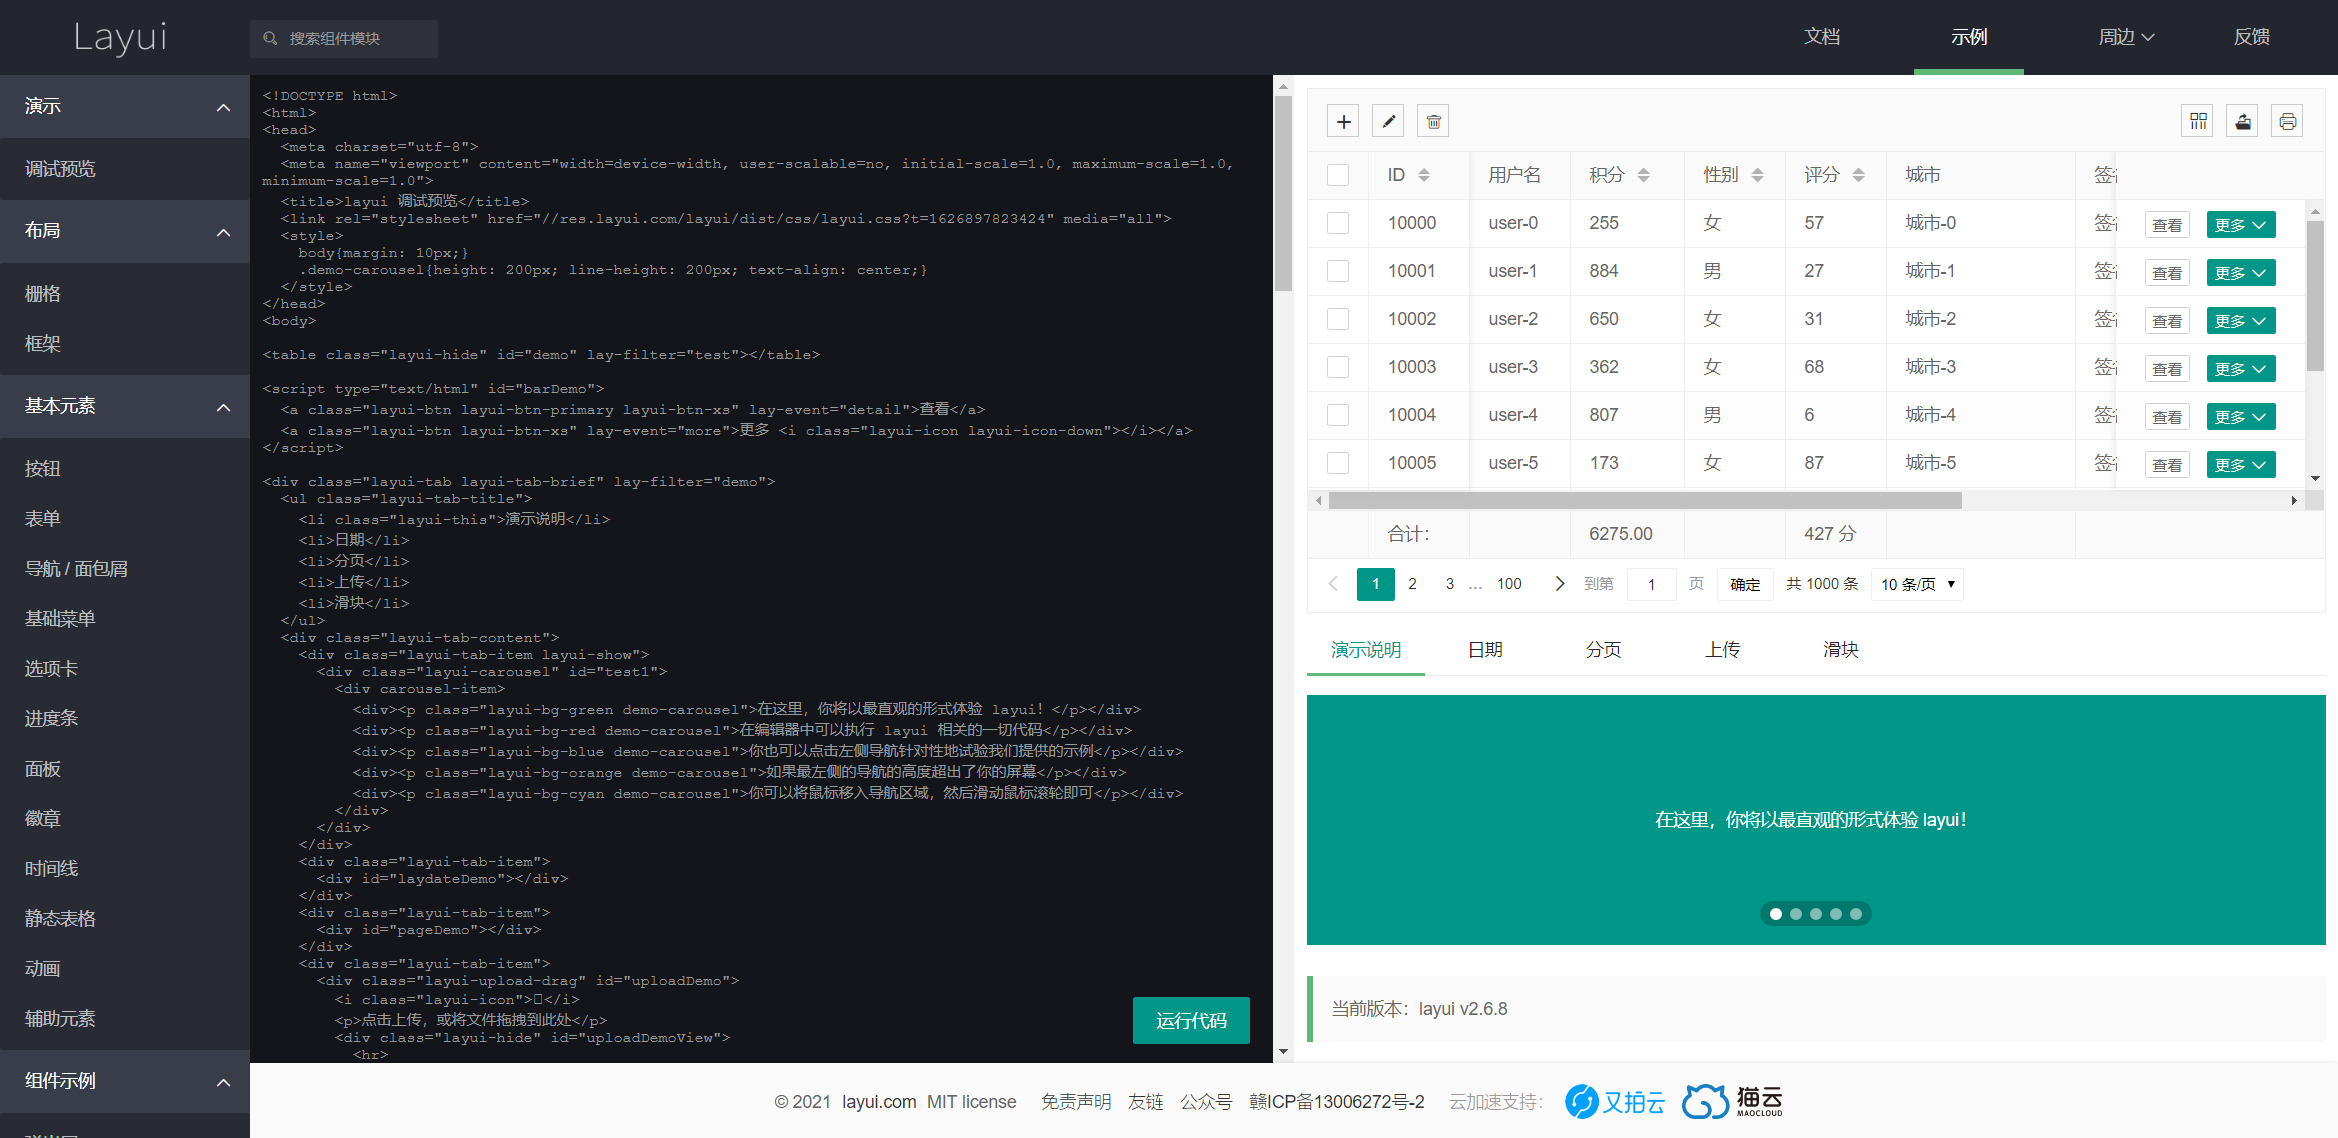 Layui
搜索组件模块
文档
示例
周边
反馈
演示
调试预览
布局
栅格
框架
基本元素
按钮
表单
导航 / 面包屑
基础菜单
选项卡
进度条
面板
徽章
时间线
静态表格
动画
辅助元素
组件示例
<!DOCTYPE html>
<html>
<head>
<meta charset="utf-8">
<meta name="viewport" content="width=device-width, user-scalable=no, initial-scale=1.0, maximum-scale=1.0,
minimum-scale=1.0">
<title>layui 调试预览</title>
<link rel="stylesheet" href="//res.layui.com/layui/dist/css/layui.css?t=1626897823424" media="all">
<style>
body{margin: 10px;}
.demo-carousel{height: 200px; line-height: 200px; text-align: center;}
</style>
</head>
<body>
<table class="layui-hide" id="demo" lay-filter="test"></table>
<script type="text/html" id="barDemo">
<a class="layui-btn layui-btn-primary layui-btn-xs" lay-event="detail">查看</a>
<a class="layui-btn layui-btn-xs" lay-event="more">更多 <i class="layui-icon layui-icon-down"></i></a>
</script>
<div class="layui-tab layui-tab-brief" lay-filter="demo">
<ul class="layui-tab-title">
<li class="layui-this">演示说明</li>
<li>日期</li>
<li>分页</li>
<li>上传</li>
<li>滑块</li>
</ul>
<div class="layui-tab-content">
<div class="layui-tab-item layui-show">
<div class="layui-carousel" id="test1">
<div carousel-item>
<div><p class="layui-bg-green demo-carousel">在这里，你将以最直观的形式体验 layui！</p></div>
<div><p class="layui-bg-red demo-carousel">在编辑器中可以执行 layui 相关的一切代码</p></div>
<div><p class="layui-bg-blue demo-carousel">你也可以点击左侧导航针对性地试验我们提供的示例</p></div>
<div><p class="layui-bg-orange demo-carousel">如果最左侧的导航的高度超出了你的屏幕</p></div>
<div><p class="layui-bg-cyan demo-carousel">你可以将鼠标移入导航区域，然后滑动鼠标滚轮即可</p></div>
</div>
</div>
</div>
<div class="layui-tab-item">
<div id="laydateDemo"></div>
</div>
<div class="layui-tab-item">
<div id="pageDemo"></div>
</div>
<div class="layui-tab-item">
<div class="layui-upload-drag" id="uploadDemo">
<i class="layui-icon"></i>
<p>点击上传，或将文件拖拽到此处</p>
<div class="layui-hide" id="uploadDemoView">
<hr>
运行代码
ID 用户名 积分 性别 评分 城市
10000 user-0 255 女 57 城市-0 查看 更多
10001 user-1 884 男 27 城市-1 查看 更多
10002 user-2 650 女 31 城市-2 查看 更多
10003 user-3 362 女 68 城市-3 查看 更多
10004 user-4 807 男 6 城市-4 查看 更多
10005 user-5 173 女 87 城市-5 查看 更多
合计： 6275.00 427 分
1 2 3 … 100 到第 1 页 确定 共 1000 条 10 条/页
演示说明 日期 分页 上传 滑块
在这里，你将以最直观的形式体验 layui！
当前版本：layui v2.6.8
© 2021 layui.com MIT license 免责声明 友链 公众号 赣ICP备13006272号-2 云加速支持： 又拍云 猫云
MAOCLOUD